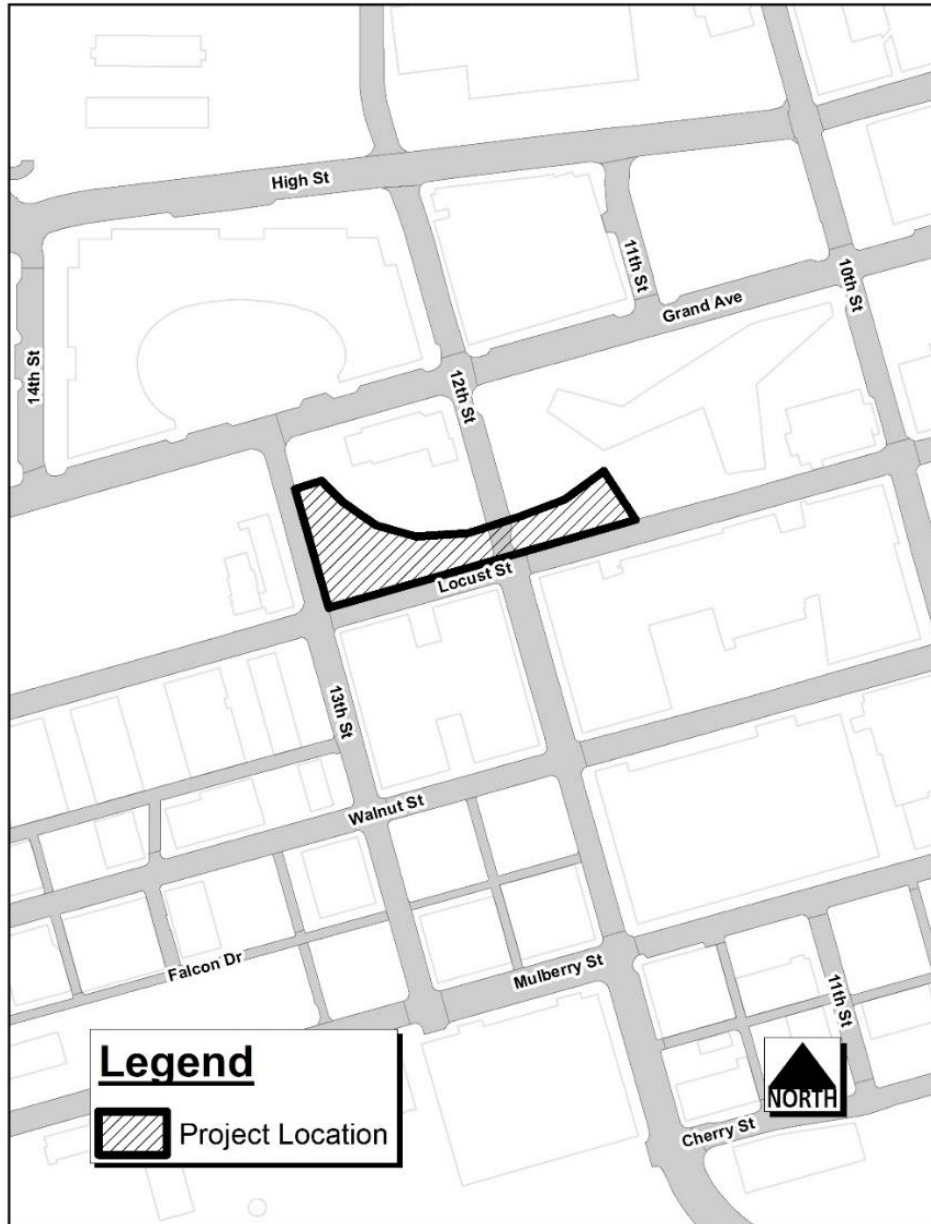 High St
11th St
10th St
Grand Ave
14th St
12th St
Locust St
13th St
Walnut St
Falcon Dr
Mulberry St
11th St
Cherry St
Legend
Project Location
NORTH